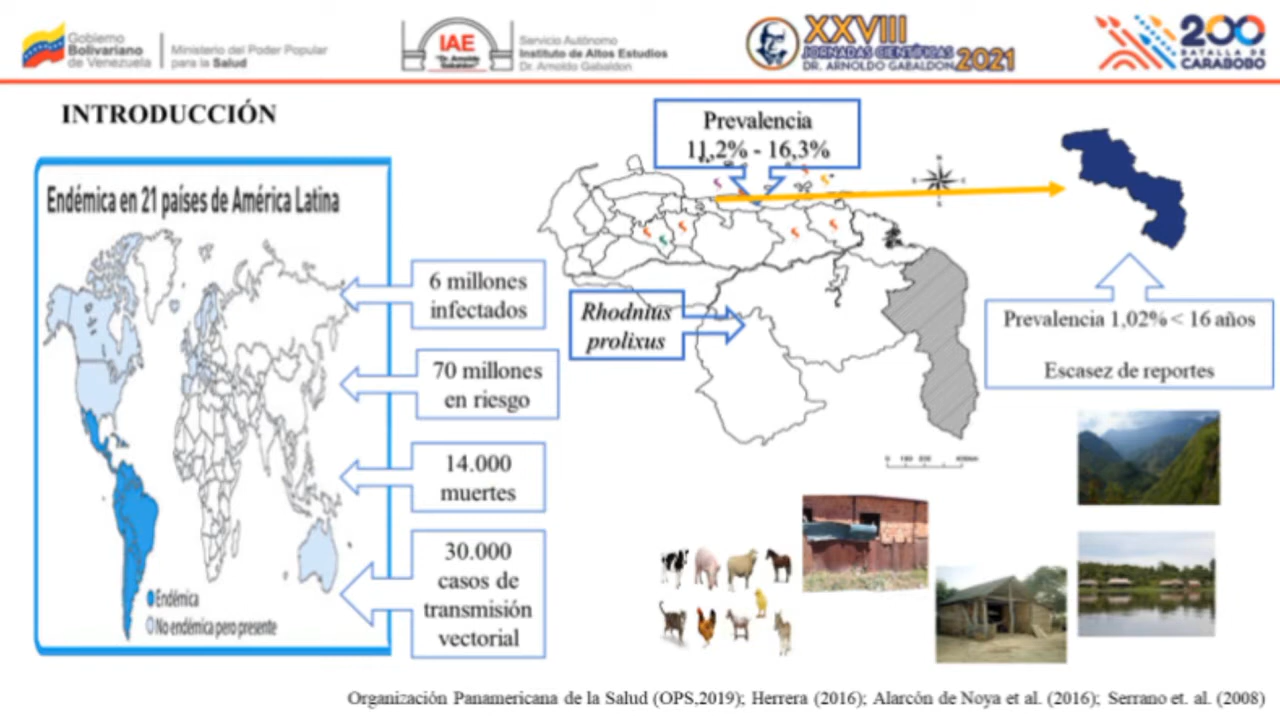 Gobierno
Bolivariano
de Venezuela
Ministerio del Poder Popular
para la Salud
IAE
"Dr. Arnoldo
Gabaldon"
Servicio Autónomo
Instituto de Altos Estudios
Dr. Arnoldo Gabaldon
XXVIII
JORNADAS CIENTÍFICAS
DR. ARNOLDO GABALDON
2021
200
BATALLA DE
CARABOBO
INTRODUCCIÓN
Endémica en 21 países de América Latina
Endémica
No endémica pero presente
6 millones
infectados
70 millones
en riesgo
14.000
muertes
30.000
casos de
transmisión
vectorial
Prevalencia
11,2% - 16,3%
Rhodnius
prolixus
Prevalencia 1,02% < 16 años
Escasez de reportes
Organización Panamericana de la Salud (OPS,2019); Herrera (2016); Alarcón de Noya et al. (2016); Serrano et. al. (2008)